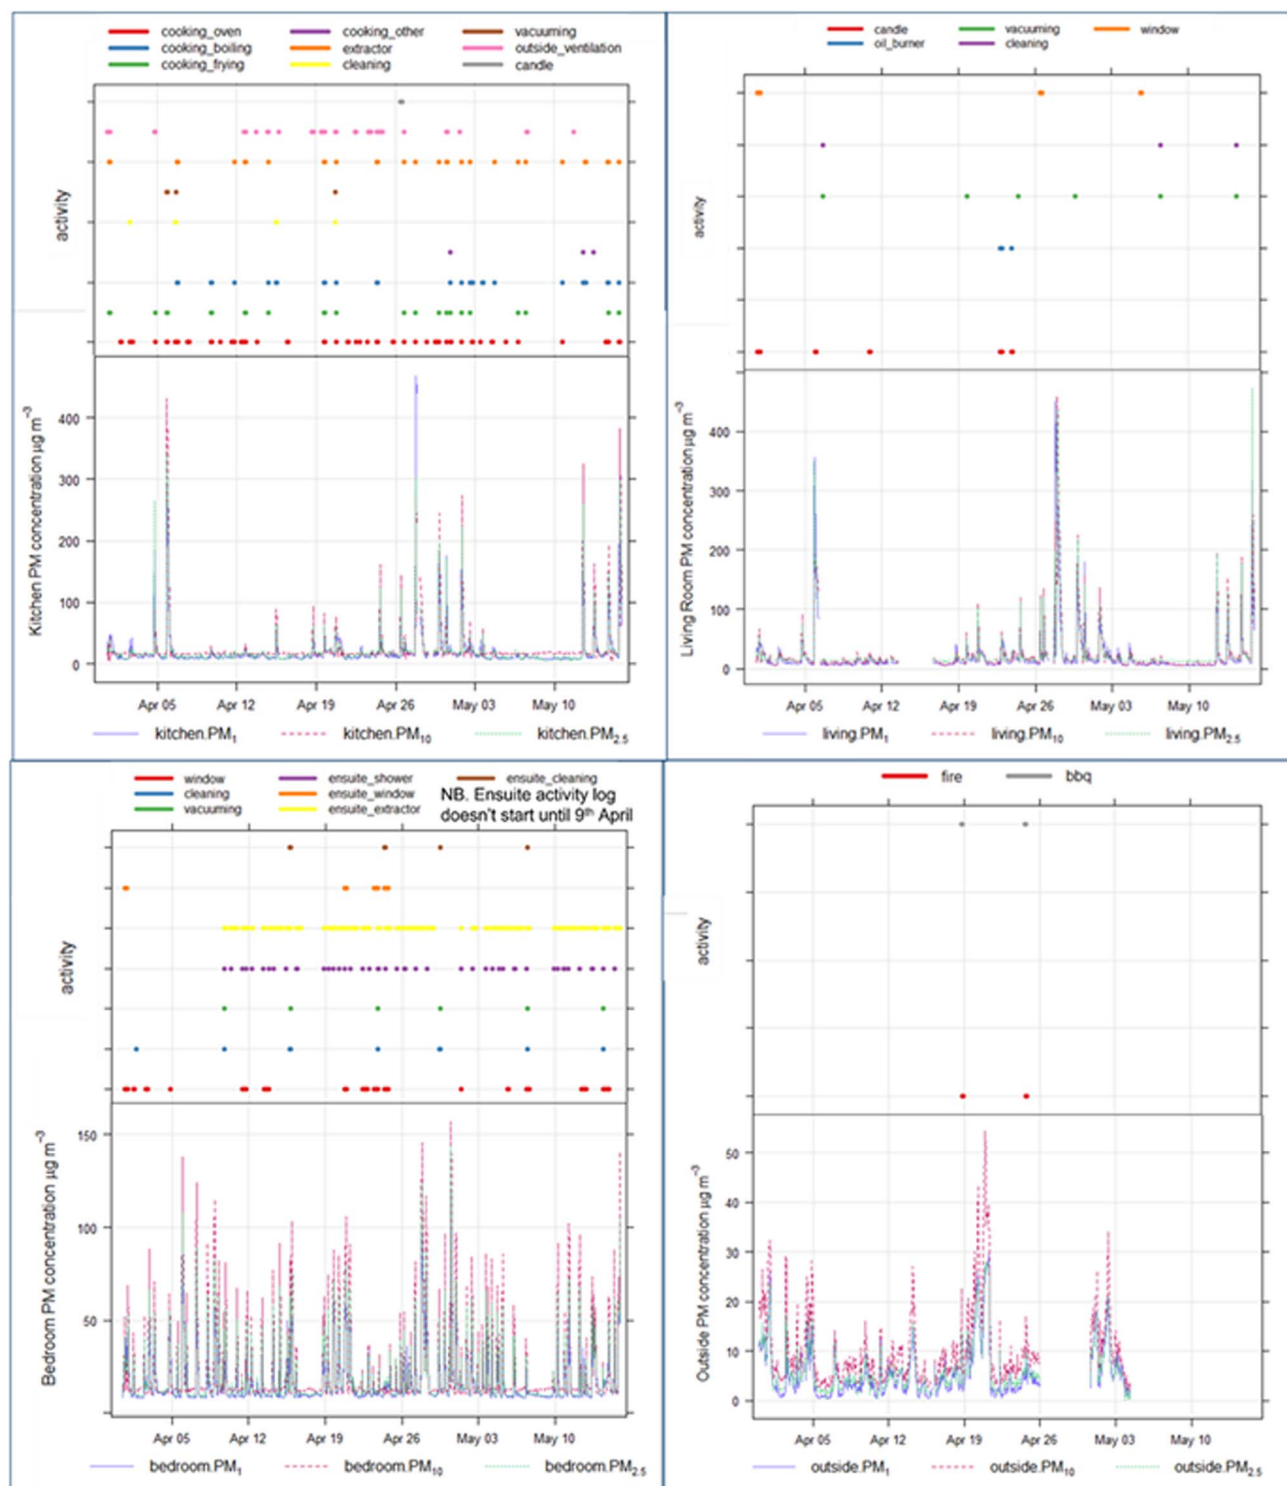 cooking_oven cooking_other vacuuming
cooking_boiling extractor outside_ventilation
cooking_frying cleaning candle
activity
Kitchen PM concentration µg m⁻³
400
300
200
100
0
Apr 05 Apr 12 Apr 19 Apr 26 May 03 May 10
kitchen.PM₁ kitchen.PM₁₀ kitchen.PM₂.₅
candle vacuuming window
oil_burner cleaning
activity
Living Room PM concentration µg m⁻³
400
300
200
100
0
Apr 05 Apr 12 Apr 19 Apr 26 May 03 May 10
living.PM₁ living.PM₁₀ living.PM₂.₅
window ensuite_shower ensuite_cleaning
cleaning ensuite_window
vacuuming ensuite_extractor
NB. Ensuite activity log
doesn't start until 9ᵗʰ April
activity
Bedroom PM concentration µg m⁻³
150
100
50
Apr 05 Apr 12 Apr 19 Apr 26 May 03 May 10
bedroom.PM₁ bedroom.PM₁₀ bedroom.PM₂.₅
fire bbq
activity
Outside PM concentration µg m⁻³
50
40
30
20
10
0
Apr 05 Apr 12 Apr 19 Apr 26 May 03 May 10
outside.PM₁ outside.PM₁₀ outside.PM₂.₅